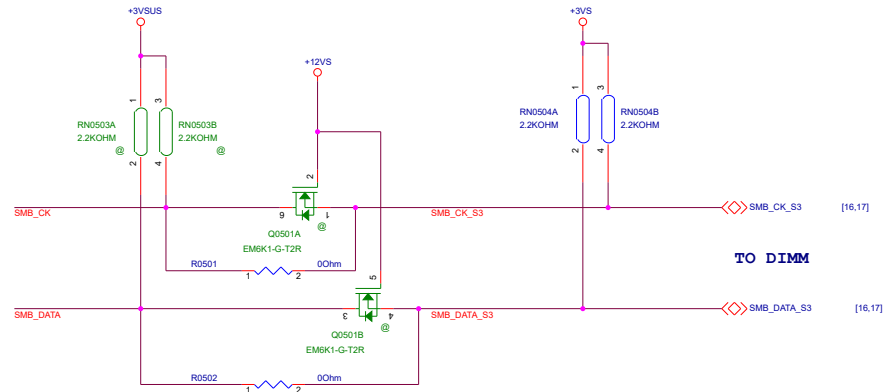 +3VSUS
+3VS
+12VS
1
3
RN0503A
2.2KOHM
@
RN0503B
2.2KOHM
@
2
4
1
3
RN0504A
2.2KOHM
RN0504B
2.2KOHM
2
4
2
SMB_CK
6
1
SMB_CK_S3
SMB_CK_S3
[16,17]
@
Q0501A
EM6K1-G-T2R
TO DIMM
R0501
0Ohm
1
2
5
SMB_DATA
3
4
SMB_DATA_S3
SMB_DATA_S3
[16,17]
@
Q0501B
EM6K1-G-T2R
R0502
0Ohm
1
2